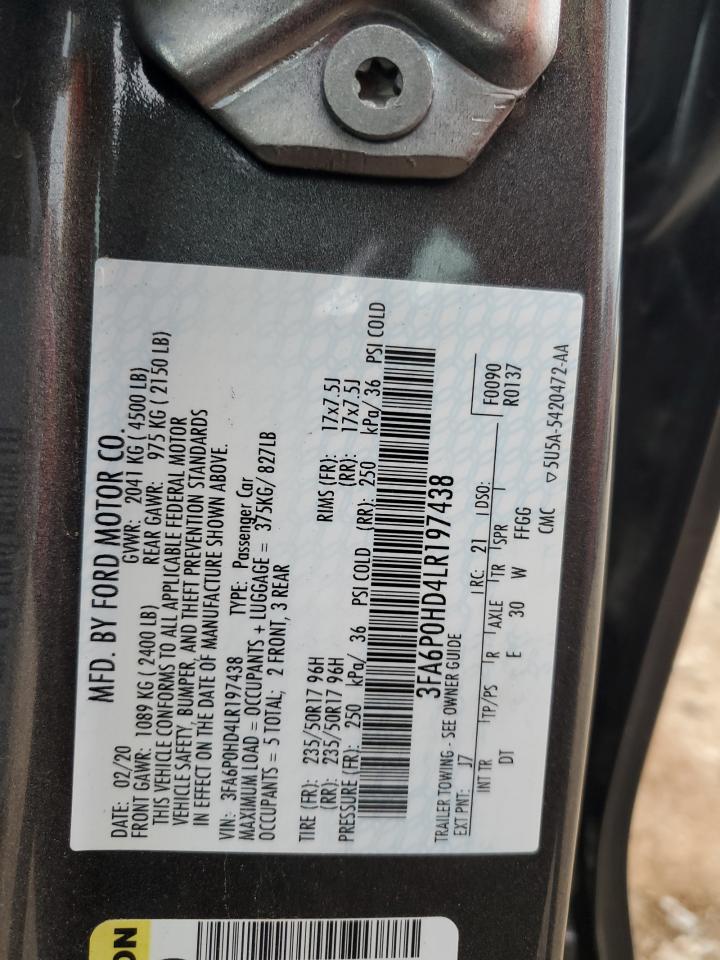 MFD. BY FORD MOTOR CO.
DATE: 02/20 GVWR: 2041 KG ( 4500 LB)
FRONT GAWR: 1089 KG ( 2400 LB) REAR GAWR: 975 KG ( 2150 LB)
THIS VEHICLE CONFORMS TO ALL APPLICABLE FEDERAL MOTOR
VEHICLE SAFETY, BUMPER, AND THEFT PREVENTION STANDARDS
IN EFFECT ON THE DATE OF MANUFACTURE SHOWN ABOVE.
VIN: 3FA6P0HD4LR197438 TYPE: Passenger Car
MAXIMUM LOAD = OCCUPANTS + LUGGAGE = 375KG/ 827LB
OCCUPANTS = 5 TOTAL; 2 FRONT, 3 REAR
TIRE (FR): 235/50R17 96H RIMS (FR): 17x7.5J
(RR): 235/50R17 96H (RR): 17x7.5J
PRESSURE (FR): 250 kPa/ 36 PSI COLD (RR): 250 kPa/ 36 PSI COLD
3FA6P0HD4LR197438
TRAILER TOWING - SEE OWNER GUIDE F0090
EXT PNT: J7 RC: 21 DSO: R0137
INT TR TP/PS R AXLE TR SPR
DT E 30 W FFGG
CMC ▽5U5A-5420472-AA